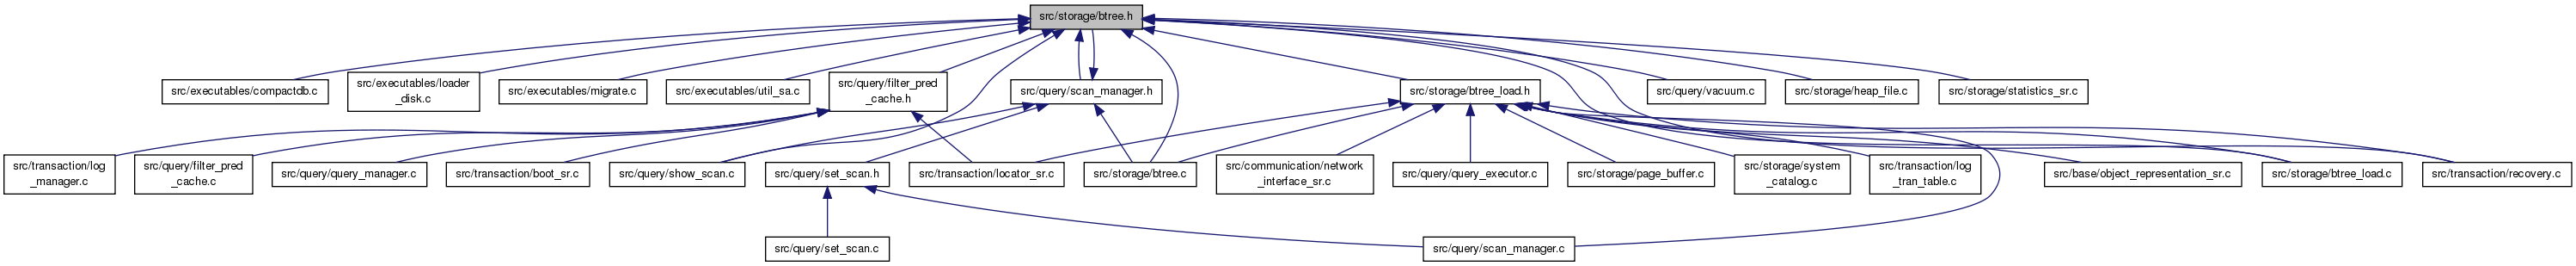 src/storage/btree.h
src/executables/compactdb.c
src/executables/loader
_disk.c
src/executables/migrate.c
src/executables/util_sa.c
src/query/filter_pred
_cache.h
src/query/scan_manager.h
src/storage/btree_load.h
src/query/vacuum.c
src/storage/heap_file.c
src/storage/statistics_sr.c
src/transaction/log
_manager.c
src/query/filter_pred
_cache.c
src/query/query_manager.c
src/transaction/boot_sr.c
src/query/show_scan.c
src/query/set_scan.h
src/transaction/locator_sr.c
src/storage/btree.c
src/communication/network
_interface_sr.c
src/query/query_executor.c
src/storage/page_buffer.c
src/storage/system
_catalog.c
src/transaction/log
_tran_table.c
src/base/object_representation_sr.c
src/storage/btree_load.c
src/transaction/recovery.c
src/query/set_scan.c
src/query/scan_manager.c